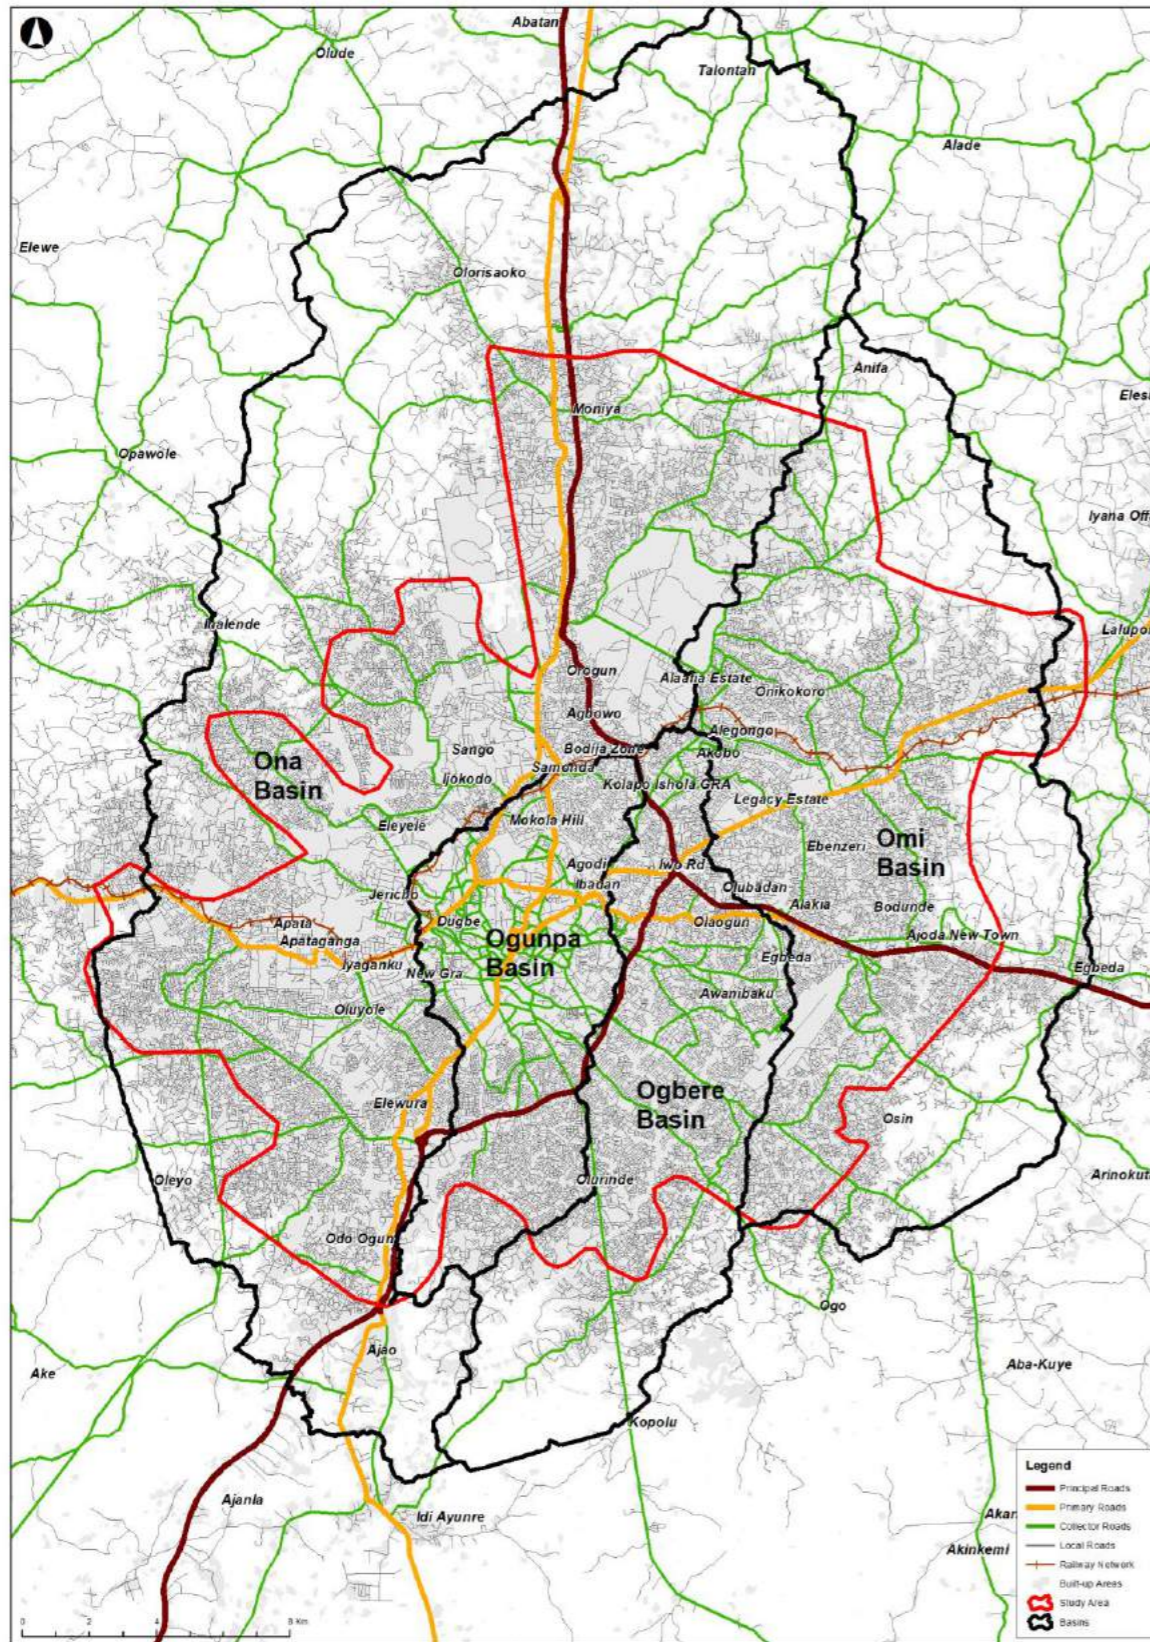 Abatan
Olude
Talontan
Alade
Elewe
Olorisaoko
Anifa
Moniya
Opawole
Iyana Off
Inalende
Lalupon
Orogun
Alaafia Estate
Onikokoro
Agbowo
Alegongo
Sango
Bodija Zone
Akobo
Ona
Basin
Samonda
Ijokodo
Kolapo Ishola GRA
Legacy Estate
Eleyele
Mokola Hill
Ebenzeri
Omi
Basin
Agodi
Iwo Rd
Ibadan
Olubadan
Jericho
Alakia
Bodunde
Apata
Dugbe
Olaogun
Apataganga
Ogunpa
Basin
Ajoda New Town
Iyaganku
Egbeda
New Gra
Egbeda
Oluyole
Awanibaku
Ogbere
Basin
Elewura
Osin
Oleyo
Olurinde
Arinokut
Odo Ogun
Ogo
Ajao
Aba-Kuye
Ake
Kopolu
Ajanla
Idi Ayunre
Akan
Akinkemi
Legend
Principal Roads
Primary Roads
Collector Roads
Local Roads
Railway Network
Built-up Areas
Study Area
Basins
0 2 4 8 Km